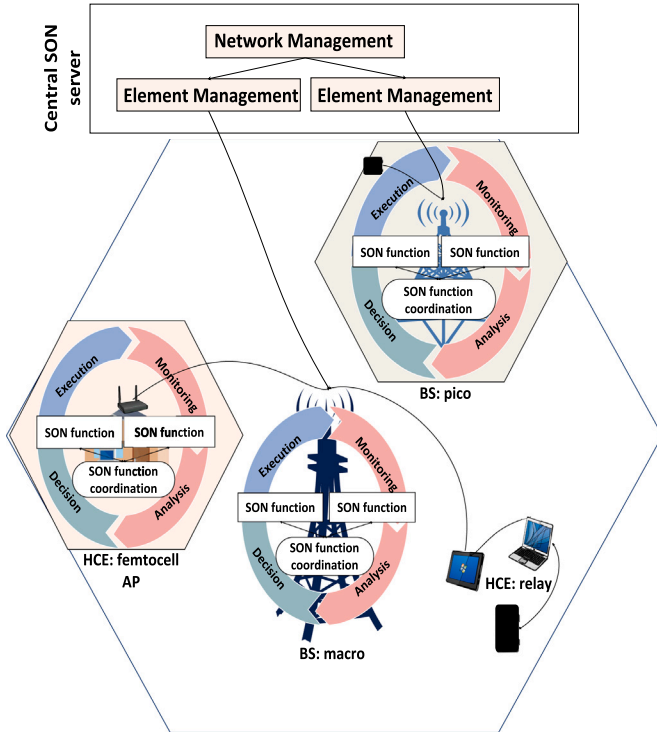 Central SON
server
Network Management
Element Management
Element Management
Execution
Monitoring
SON function
SON function
SON function
coordination
Decision
Analysis
BS: pico
Execution
Monitoring
SON function
SON function
SON function
coordination
Decision
Analysis
HCE: femtocell
AP
Execution
Monitoring
SON function
SON function
SON function
coordination
Decision
Analysis
BS: macro
HCE: relay